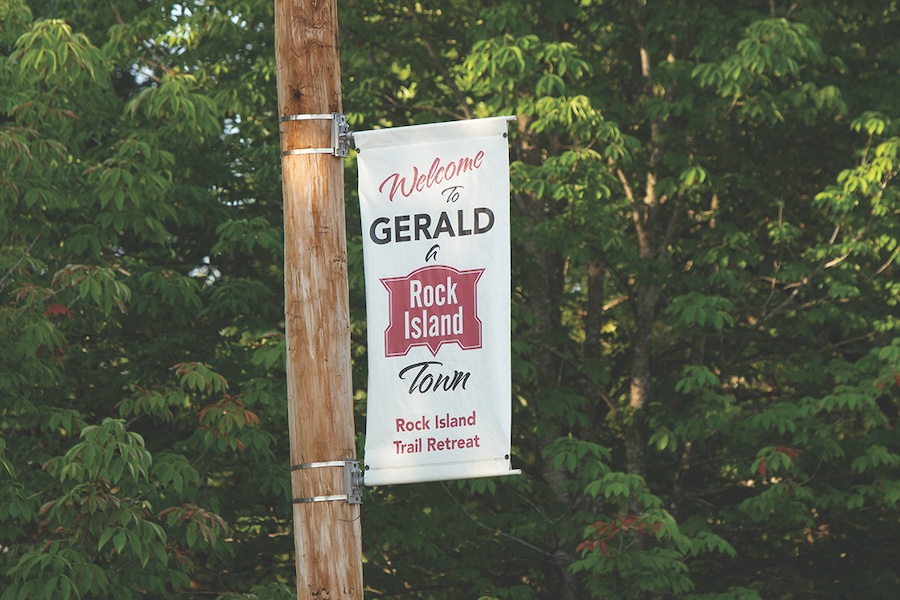 Welcome
To
GERALD
a
Rock
Island
Town
Rock Island
Trail Retreat